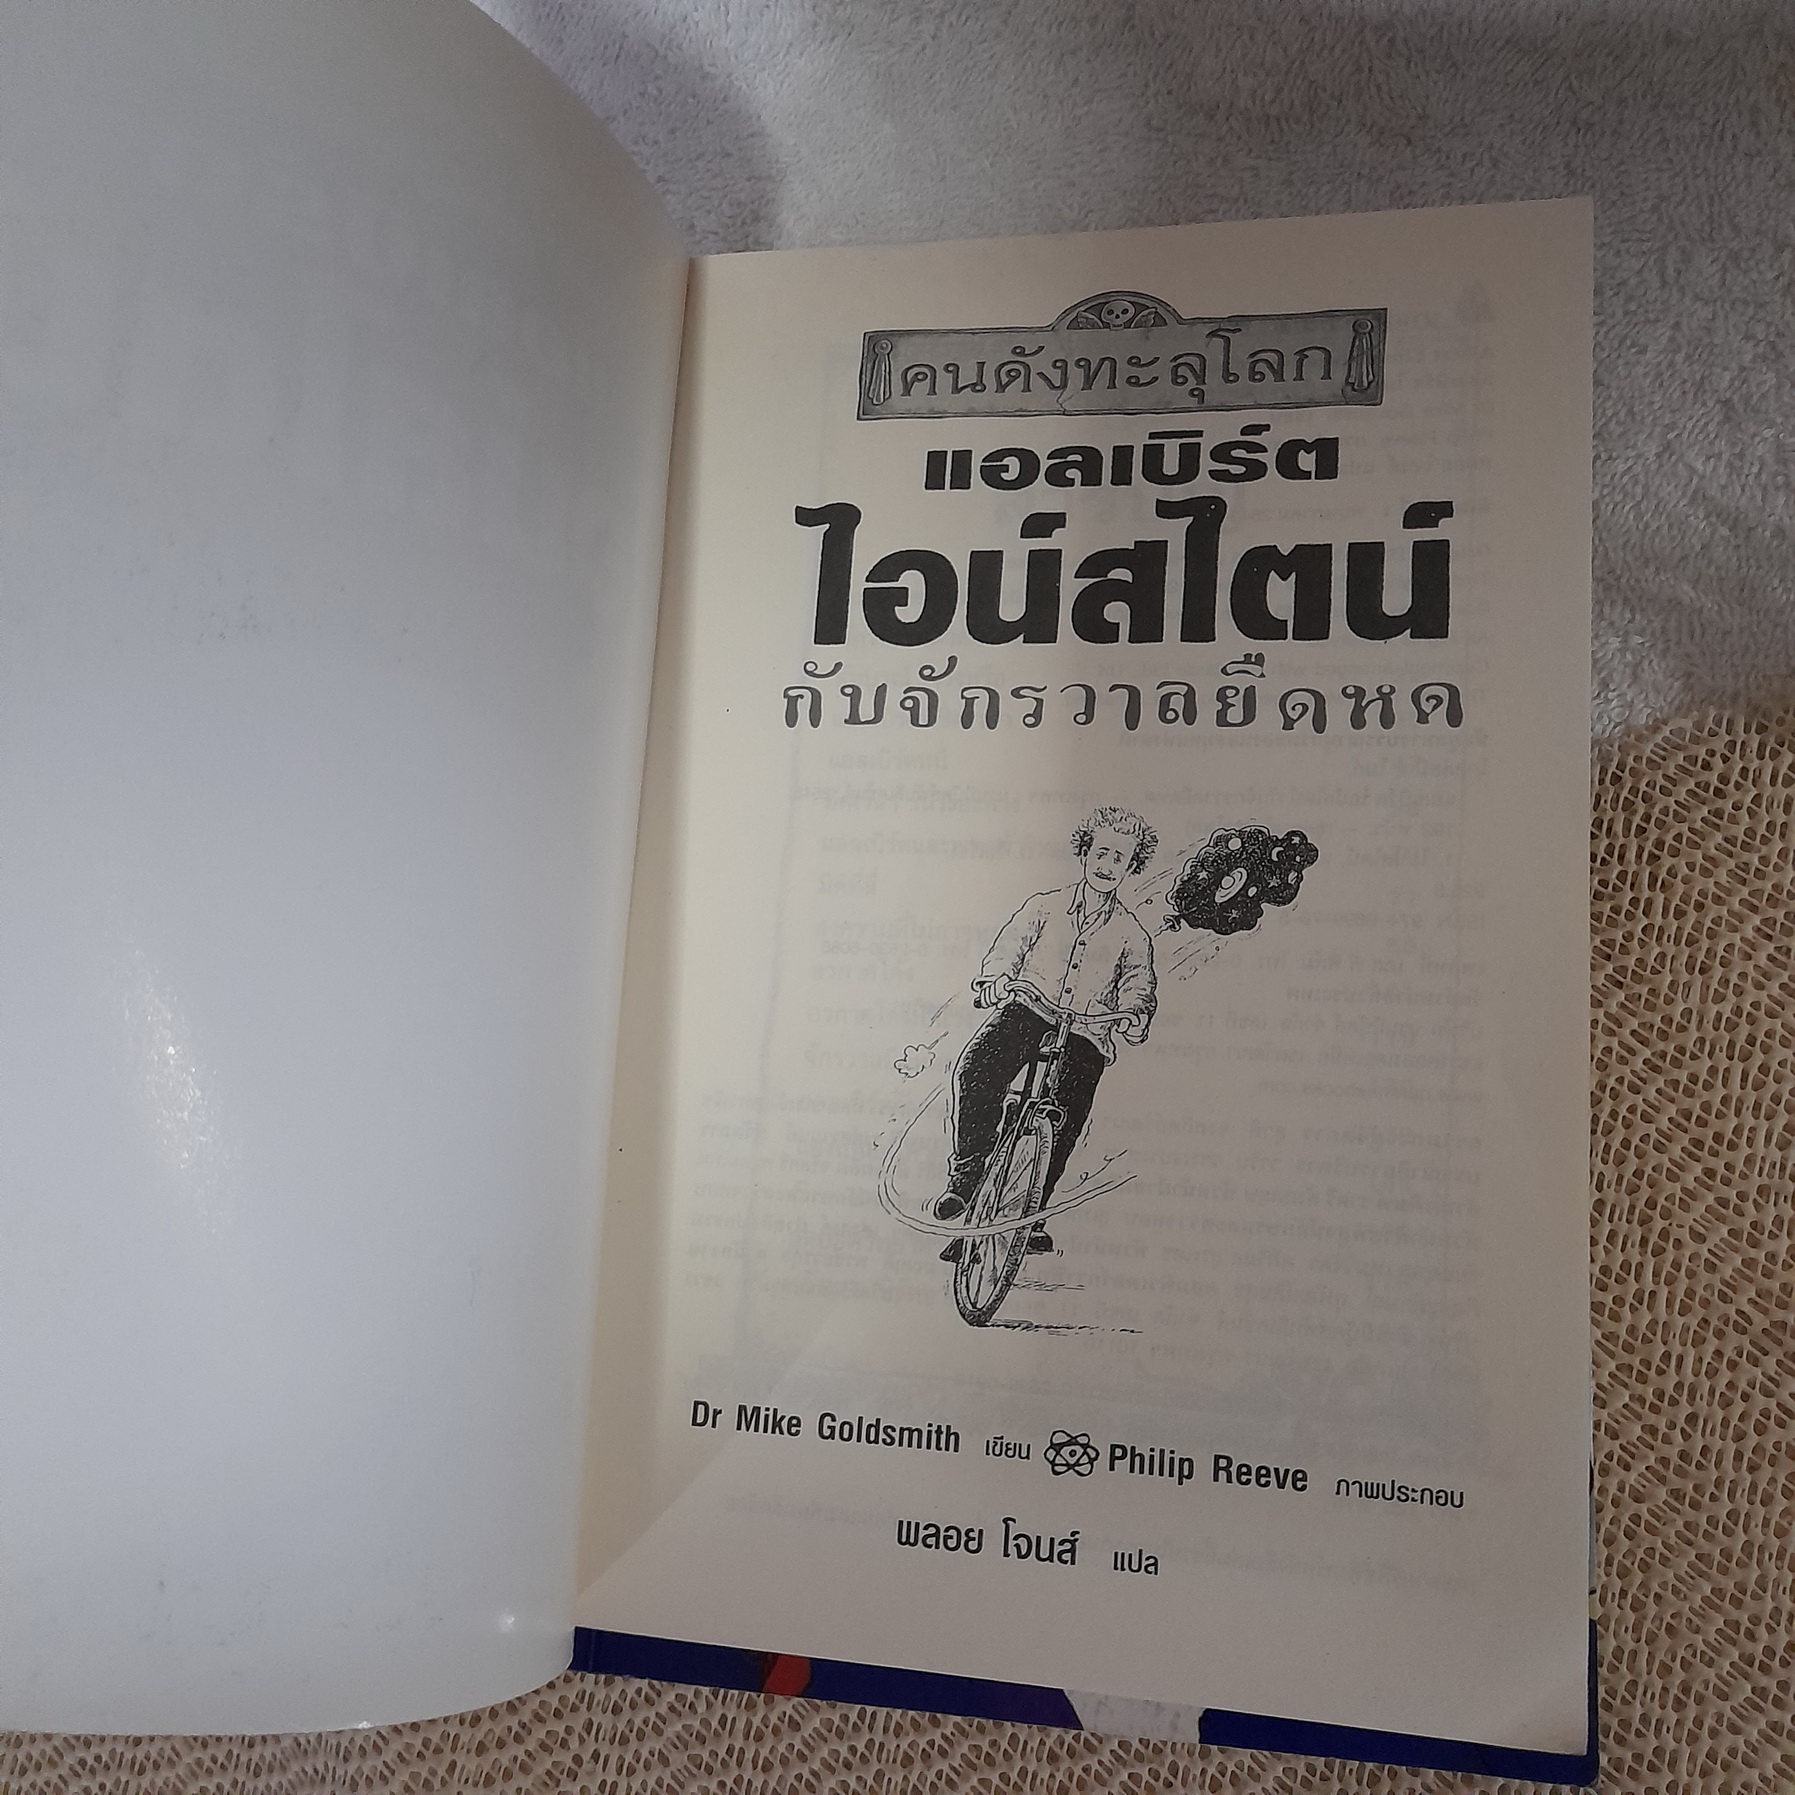 คนดังทะลุโลก
แอลเบิร์ต
ไอน์สไตน์
กับจักรวาลยืดหด
Dr Mike Goldsmith เขียน Philip Reeve ภาพประกอบ
พลอย โจนส์ แปล